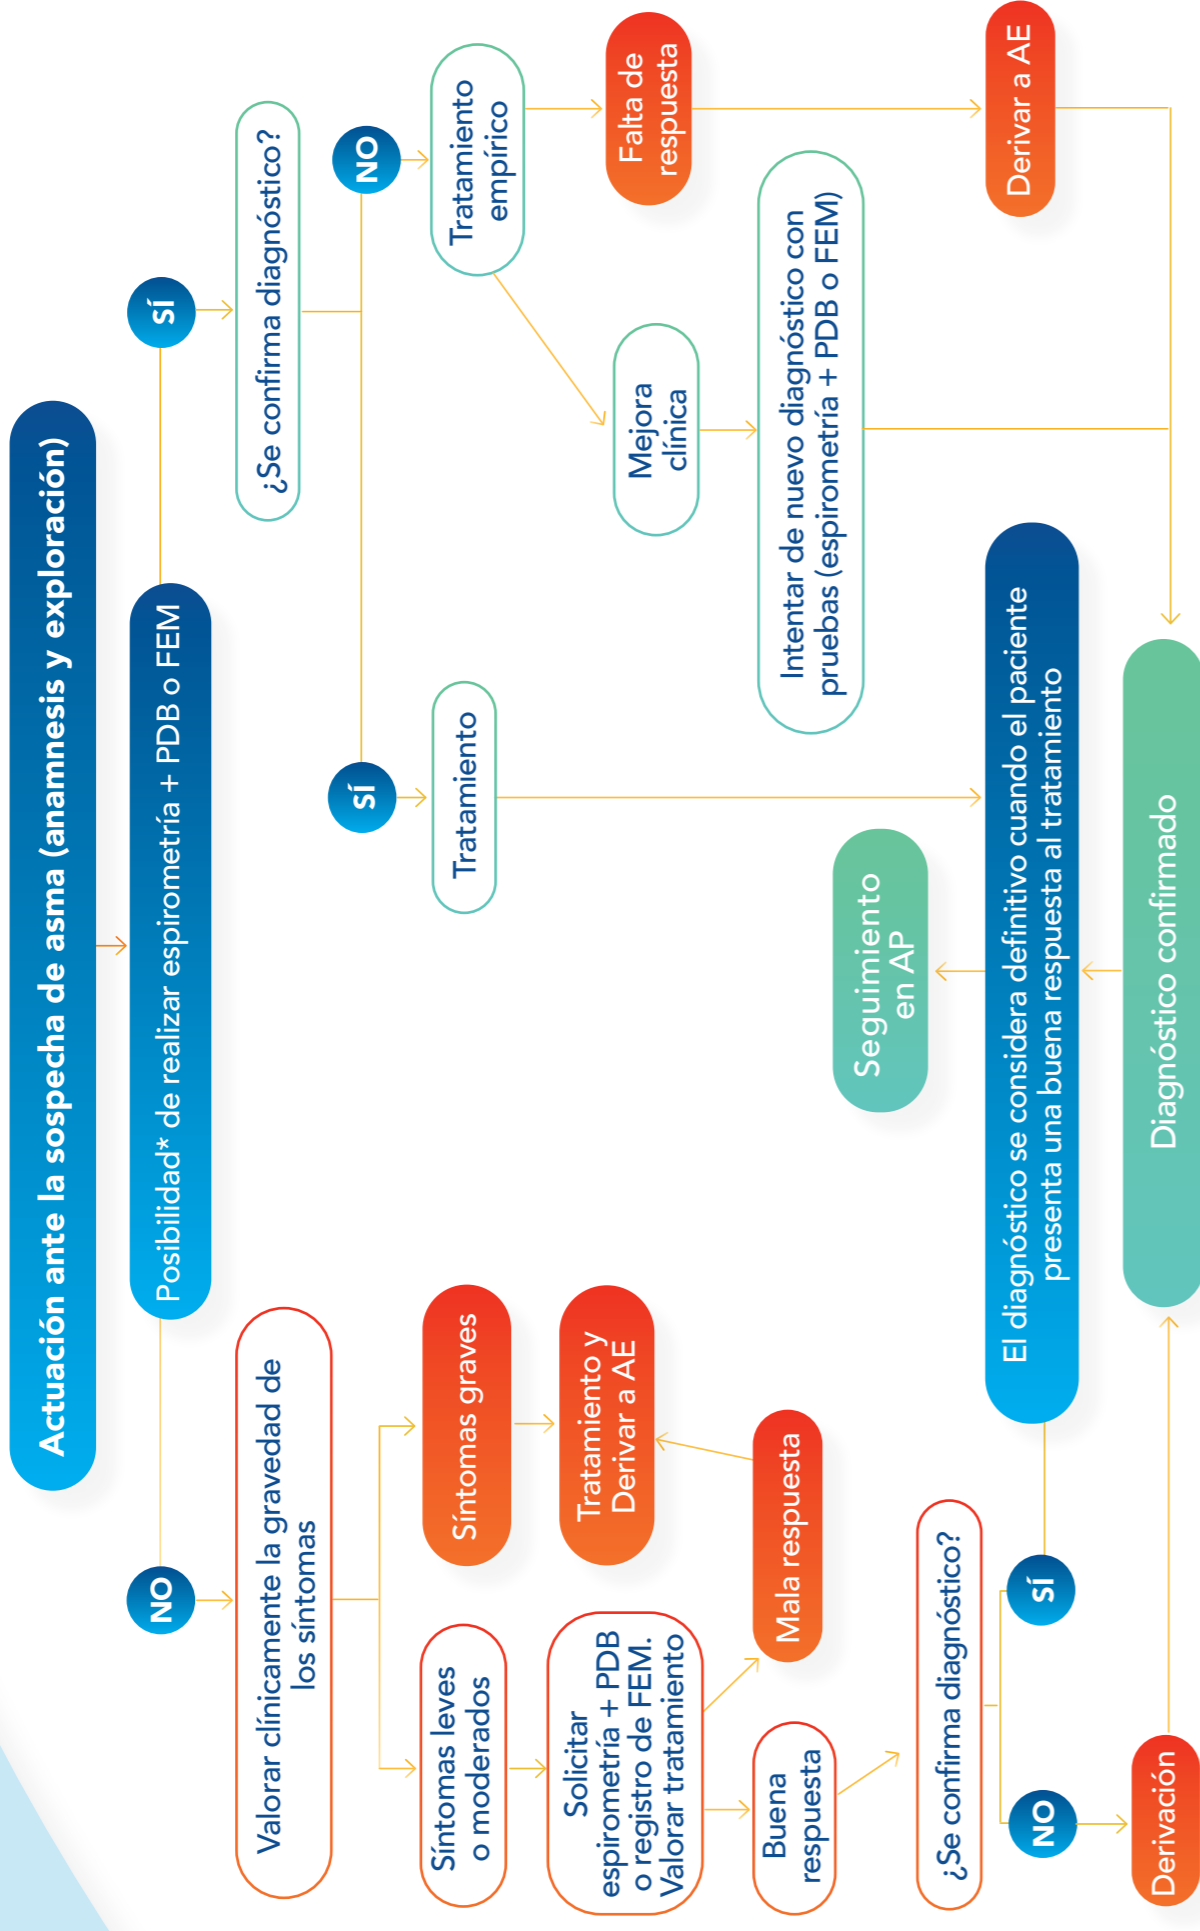 Actuación ante la sospecha de asma (anamnesis y exploración)
Posibilidad* de realizar espirometría + PDB o FEM
NO
SÍ
Valorar clínicamente la gravedad de
los síntomas
¿Se confirma diagnóstico?
SÍ
NO
Síntomas leves
o moderados
Síntomas graves
Tratamiento
Tratamiento
empírico
Solicitar
espirometría + PDB
o registro de FEM.
Valorar tratamiento
Tratamiento y
Derivar a AE
Mejora
clínica
Falta de
respuesta
Buena
respuesta
Mala respuesta
Intentar de nuevo diagnóstico con
pruebas (espirometría + PDB o FEM)
Seguimiento
en AP
¿Se confirma diagnóstico?
El diagnóstico se considera definitivo cuando el paciente
presenta una buena respuesta al tratamiento
Derivar a AE
NO
SÍ
Derivación
Diagnóstico confirmado